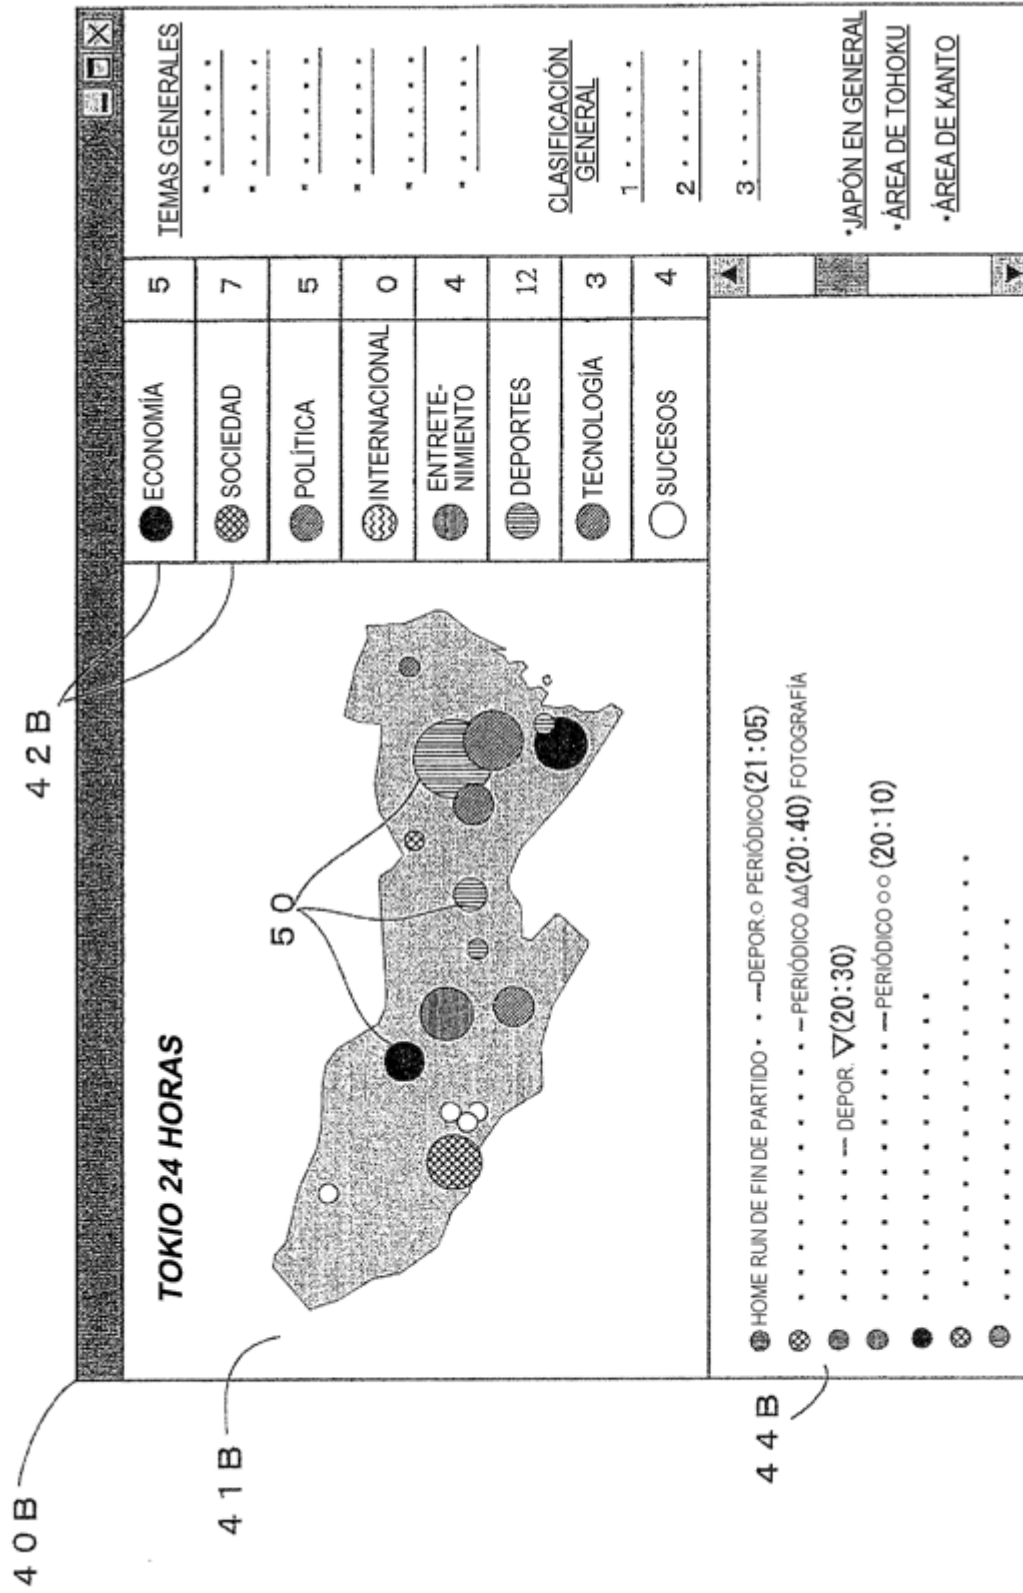 40B
41B
42B
44B
50
TOKIO 24 HORAS
ECONOMÍA 5
SOCIEDAD 7
POLÍTICA 5
INTERNACIONAL 0
ENTRETE-
NIMIENTO 4
DEPORTES 12
TECNOLOGÍA 3
SUCESOS 4
TEMAS GENERALES
CLASIFICACIÓN
GENERAL
1
2
3
•JAPÓN EN GENERAL
•ÁREA DE TOHOKU
•ÁREA DE KANTO
HOME RUN DE FIN DE PARTIDO • • —DEPOR.○ PERIÓDICO(21:05)
• • • • • • • • • —PERIÓDICO △△(20:40) FOTOGRAFÍA
• • • • • — DEPOR. ▽(20:30)
• • • • • • • • • —PERIÓDICO ○○ (20:10)